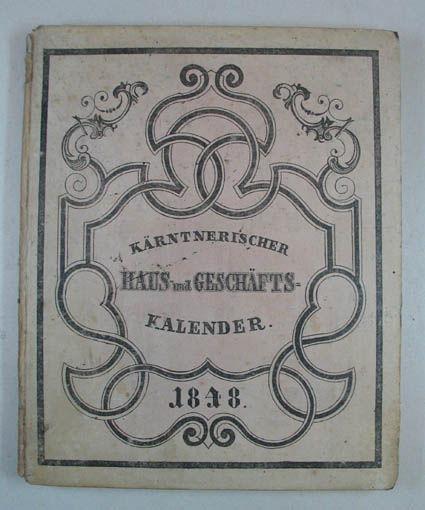 KÄRNTNERISCHER
HAUS- und GESCHÄFTS-
KALENDER.
1848.